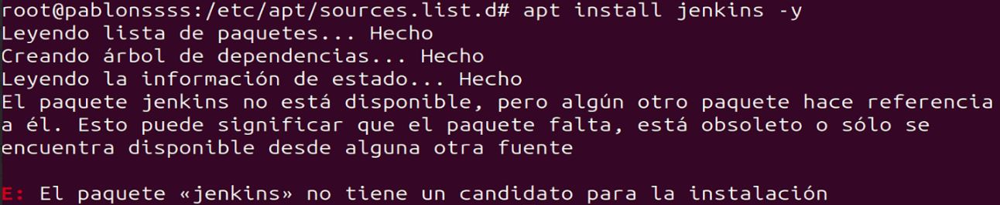 root@pablonssss:/etc/apt/sources.list.d# apt install jenkins -y
Leyendo lista de paquetes... Hecho
Creando árbol de dependencias... Hecho
Leyendo la información de estado... Hecho
El paquete jenkins no está disponible, pero algún otro paquete hace referencia
a él. Esto puede significar que el paquete falta, está obsoleto o sólo se
encuentra disponible desde alguna otra fuente
E: El paquete «jenkins» no tiene un candidato para la instalación